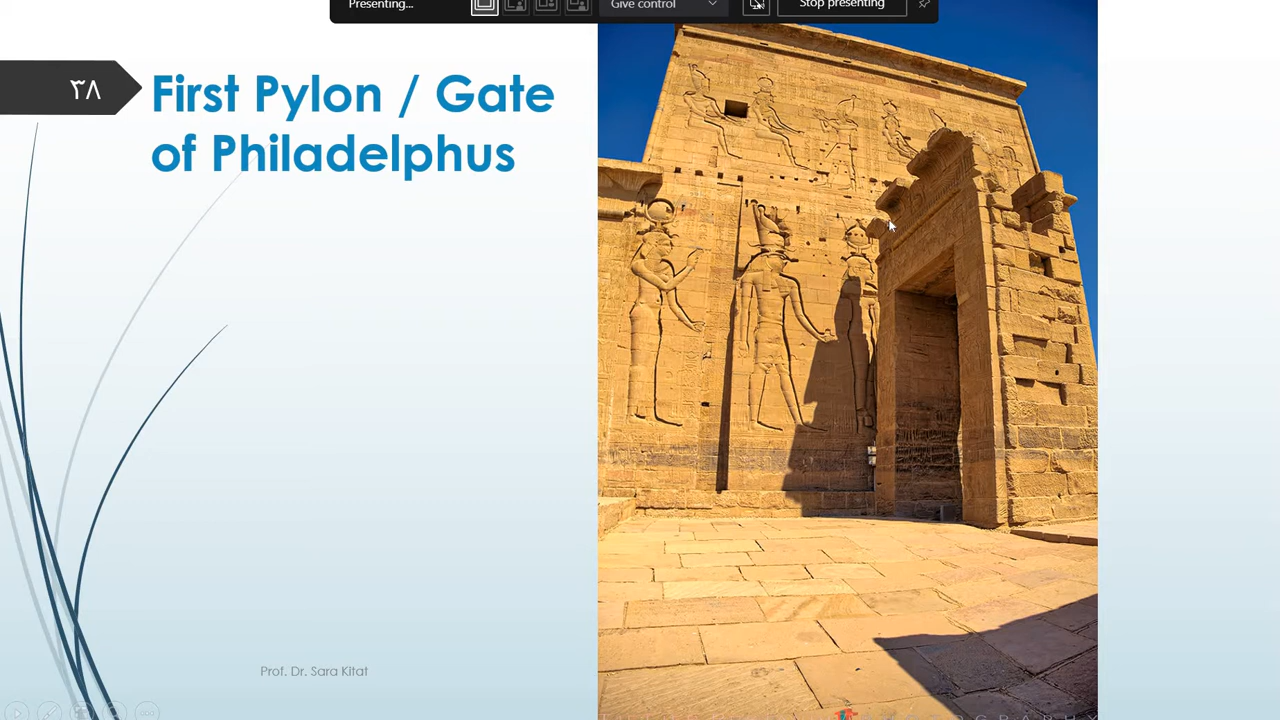 Presenting...
Give control
Stop presenting
٣٨
First Pylon / Gate
of Philadelphus
Prof. Dr. Sara Kitat